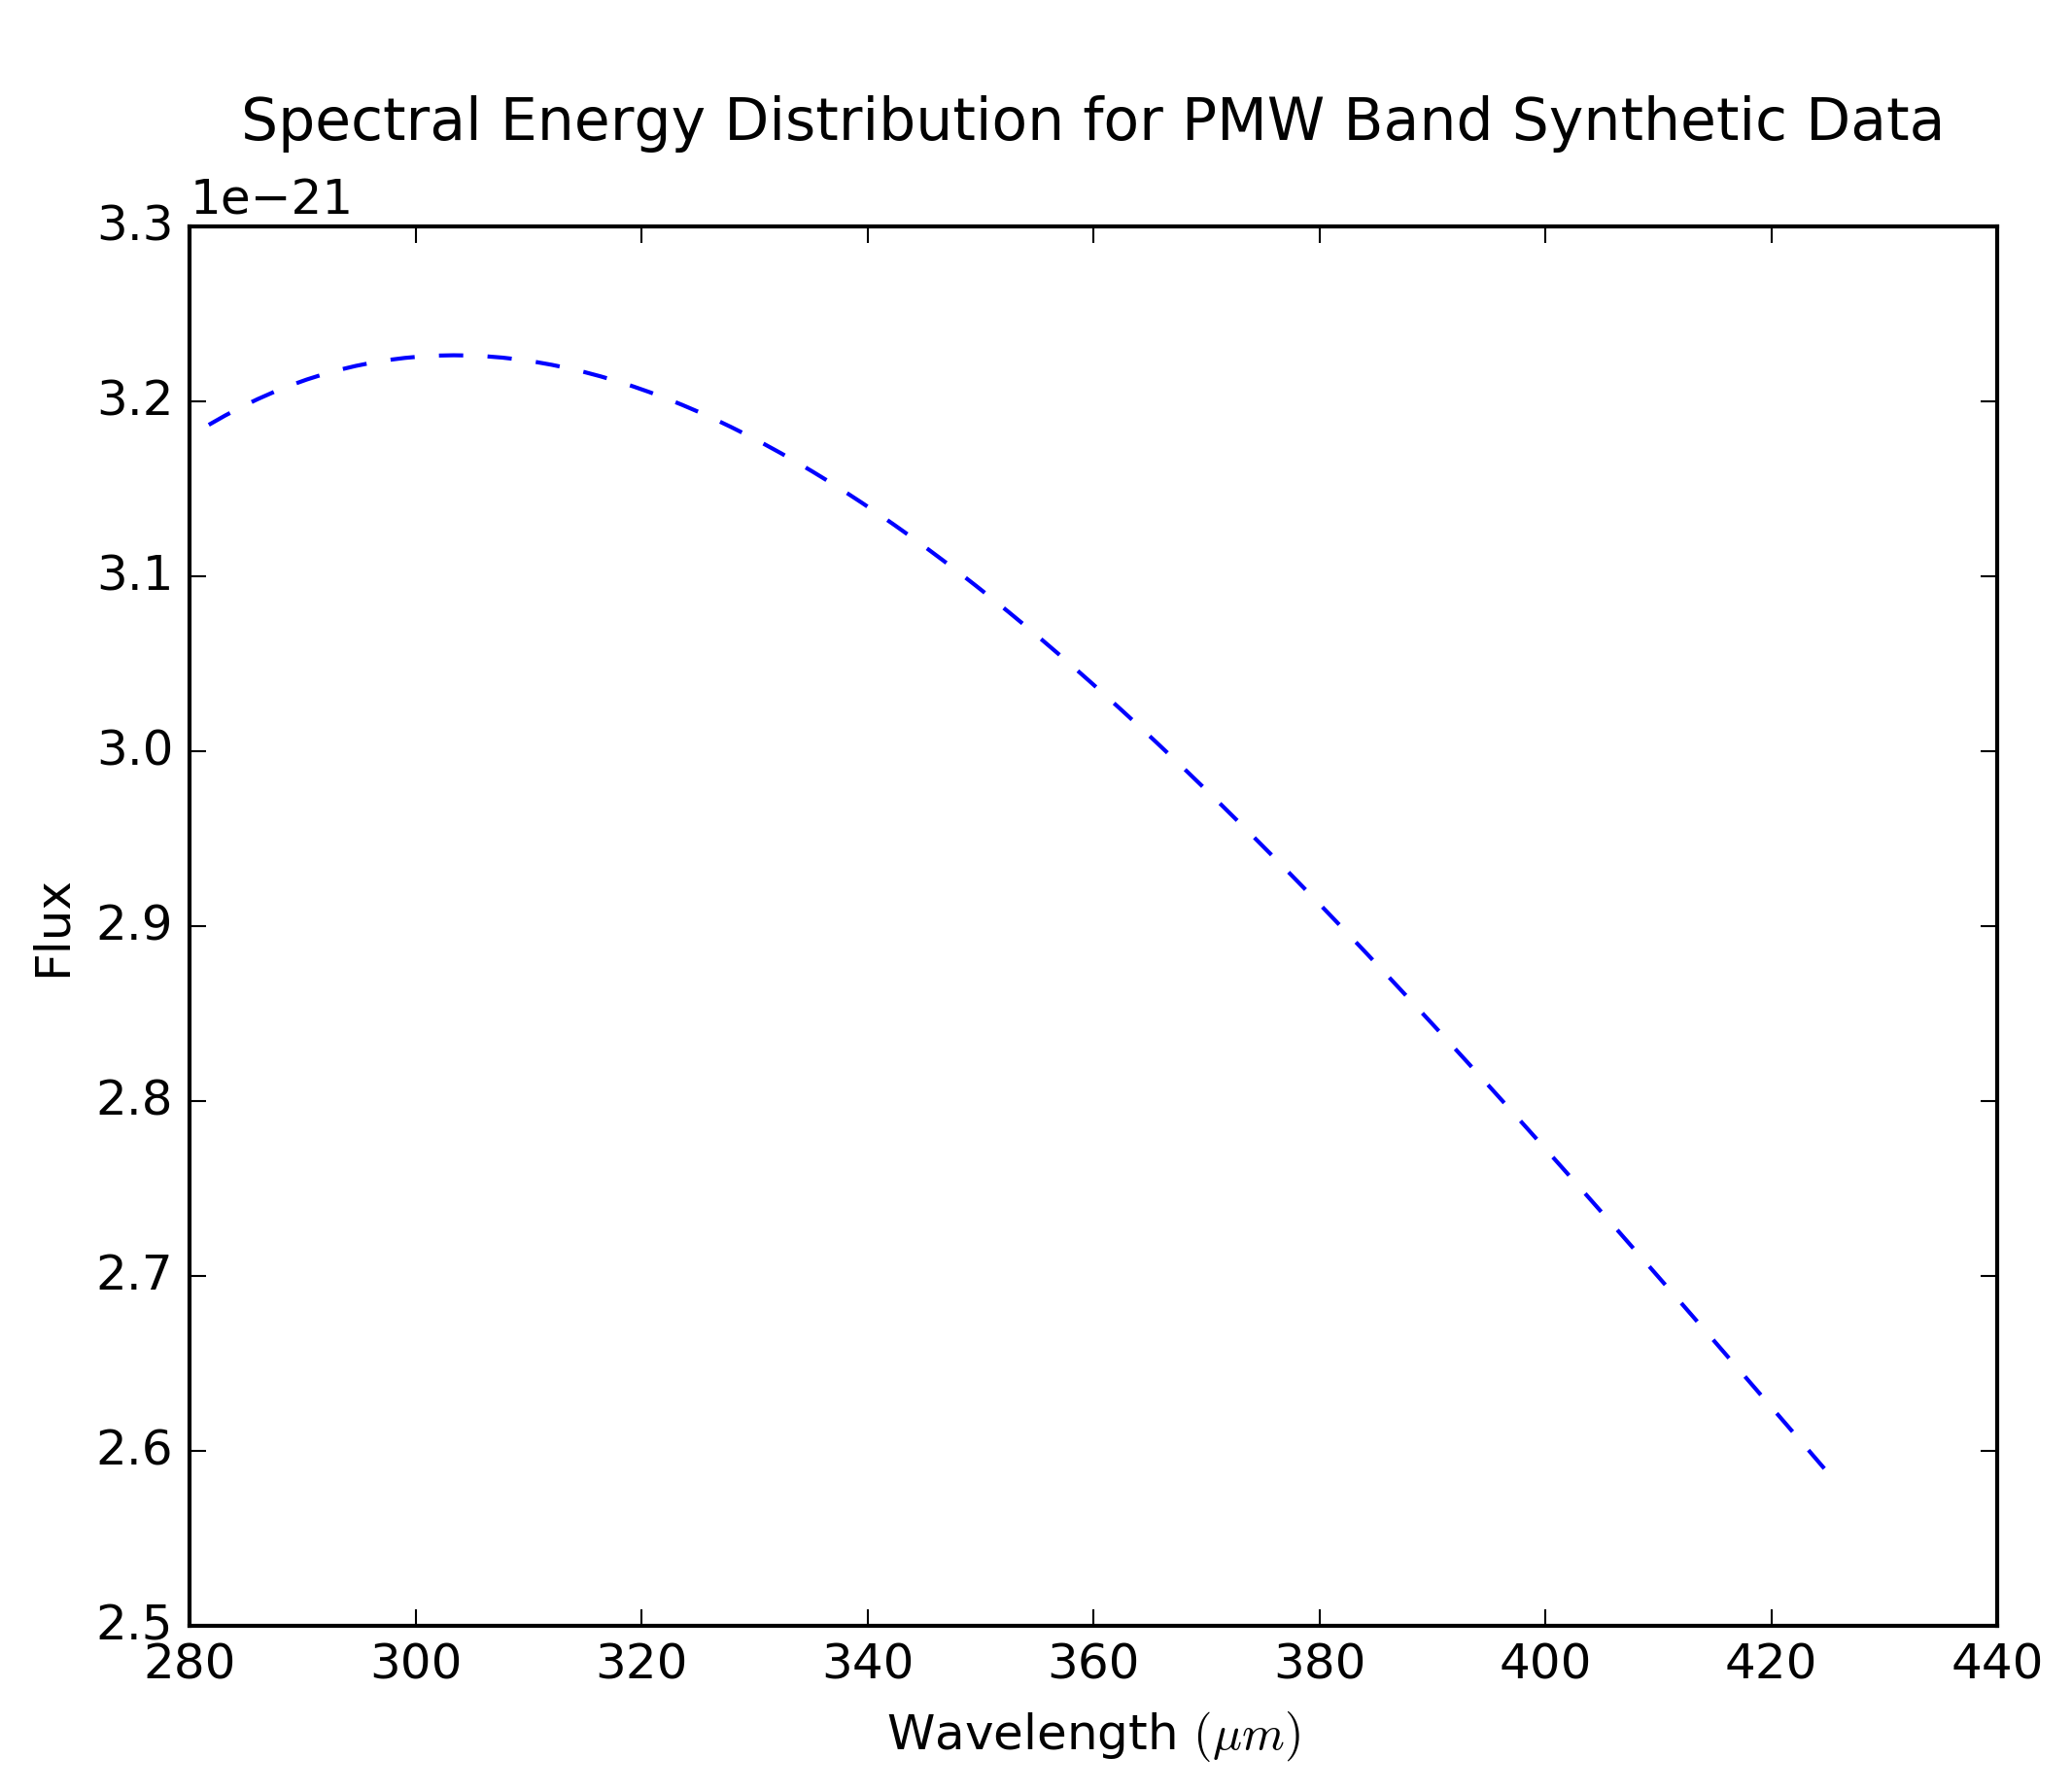 Spectral Energy Distribution for PMW Band Synthetic Data
1e−21
3.3
3.2
3.1
3.0
2.9
2.8
2.7
2.6
2.5
Flux
280 300 320 340 360 380 400 420 440
Wavelength (μm)